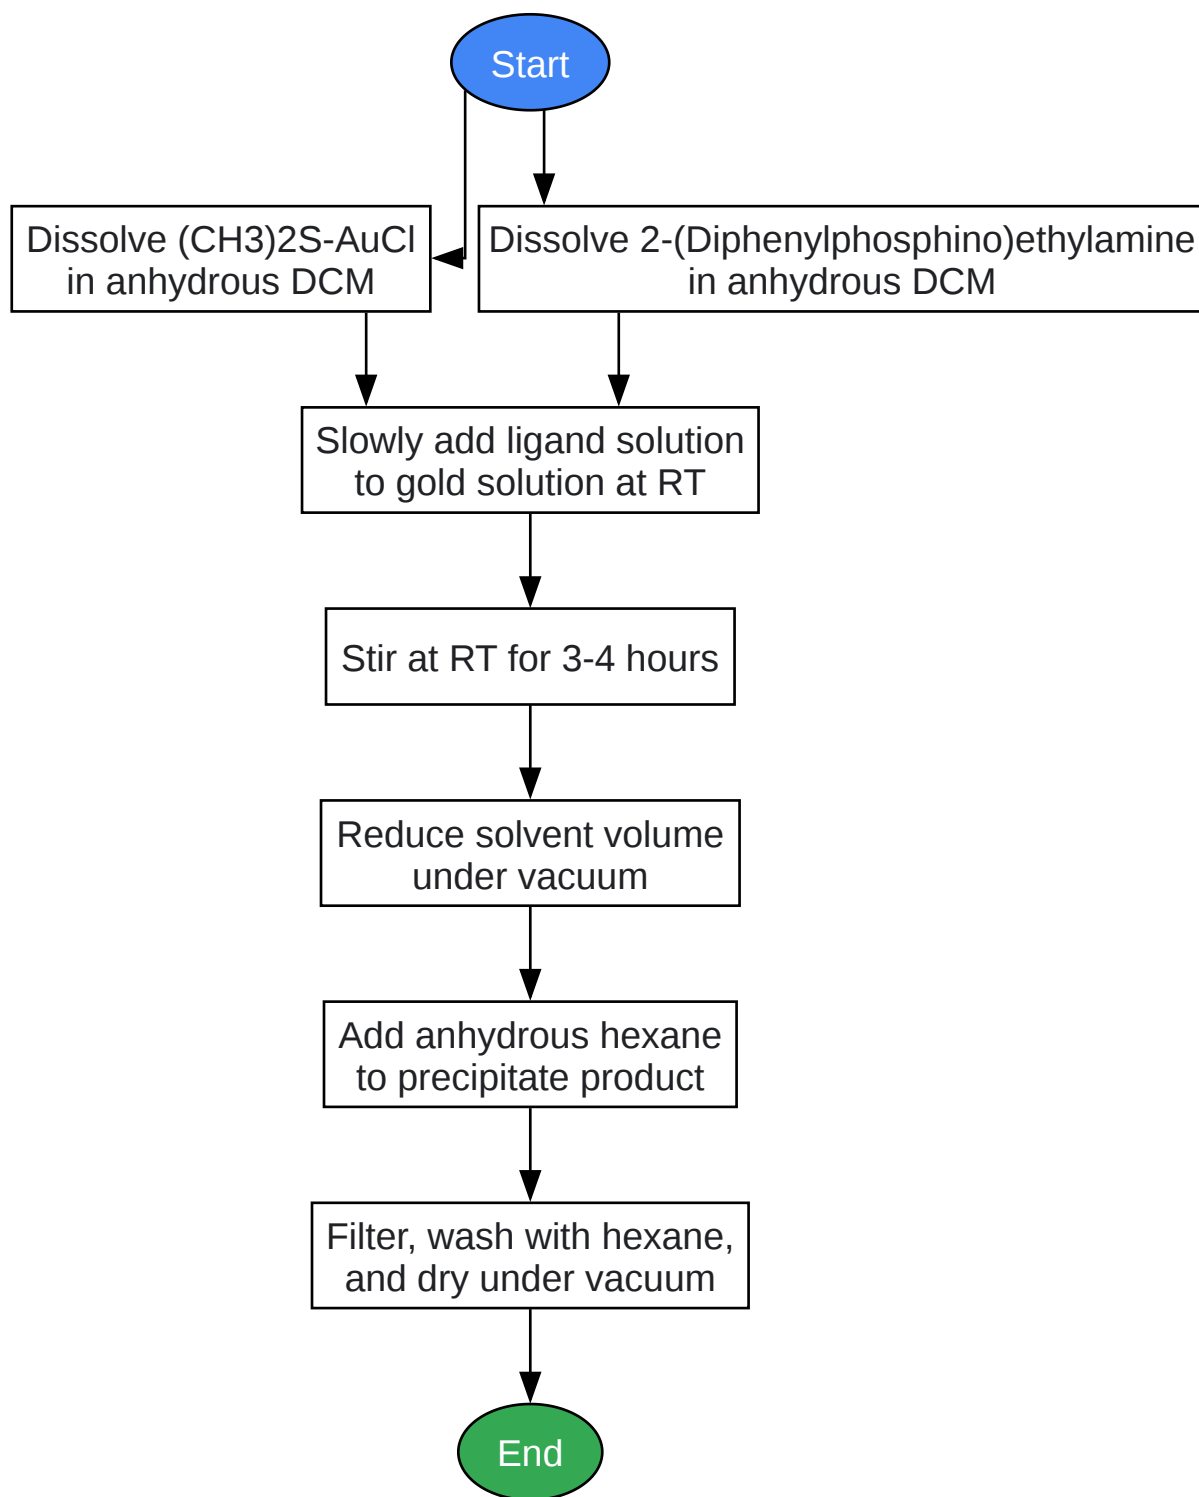 Start
Dissolve (CH3)2S-AuCl
in anhydrous DCM
Dissolve 2-(Diphenylphosphino)ethylamine
in anhydrous DCM
Slowly add ligand solution
to gold solution at RT
Stir at RT for 3-4 hours
Reduce solvent volume
under vacuum
Add anhydrous hexane
to precipitate product
Filter, wash with hexane,
and dry under vacuum
End